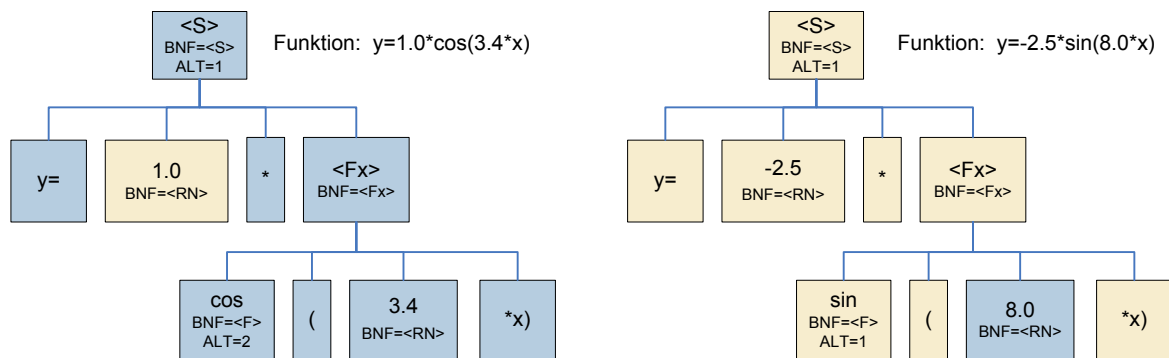 <S>
BNF=<S>
ALT=1
Funktion: y=1.0*cos(3.4*x)
y=
1.0
BNF=<RN>
*
<Fx>
BNF=<Fx>
cos
BNF=<F>
ALT=2
(
3.4
BNF=<RN>
*x)
<S>
BNF=<S>
ALT=1
Funktion: y=-2.5*sin(8.0*x)
y=
-2.5
BNF=<RN>
*
<Fx>
BNF=<Fx>
sin
BNF=<F>
ALT=1
(
8.0
BNF=<RN>
*x)